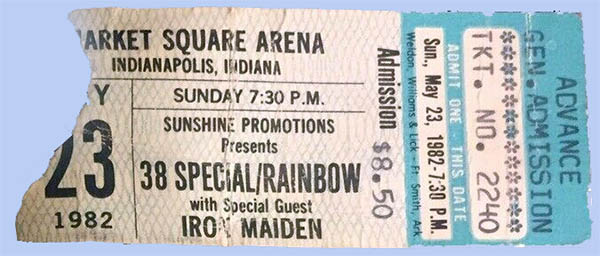 ARKET SQUARE ARENA
INDIANAPOLIS, INDIANA
Y
23
1982
SUNDAY 7:30 P.M.
SUNSHINE PROMOTIONS
Presents
38 SPECIAL/RAINBOW
with Special Guest
IRON MAIDEN
Admission $8.50
Weldon, Williams & Lick - Ft. Smith, Ark
Sun., May 23, 1982-7:30 P.M.
ADMIT ONE - THIS DATE
TKT. NO. 2240
GEN. ADMISSION
ADVANCE